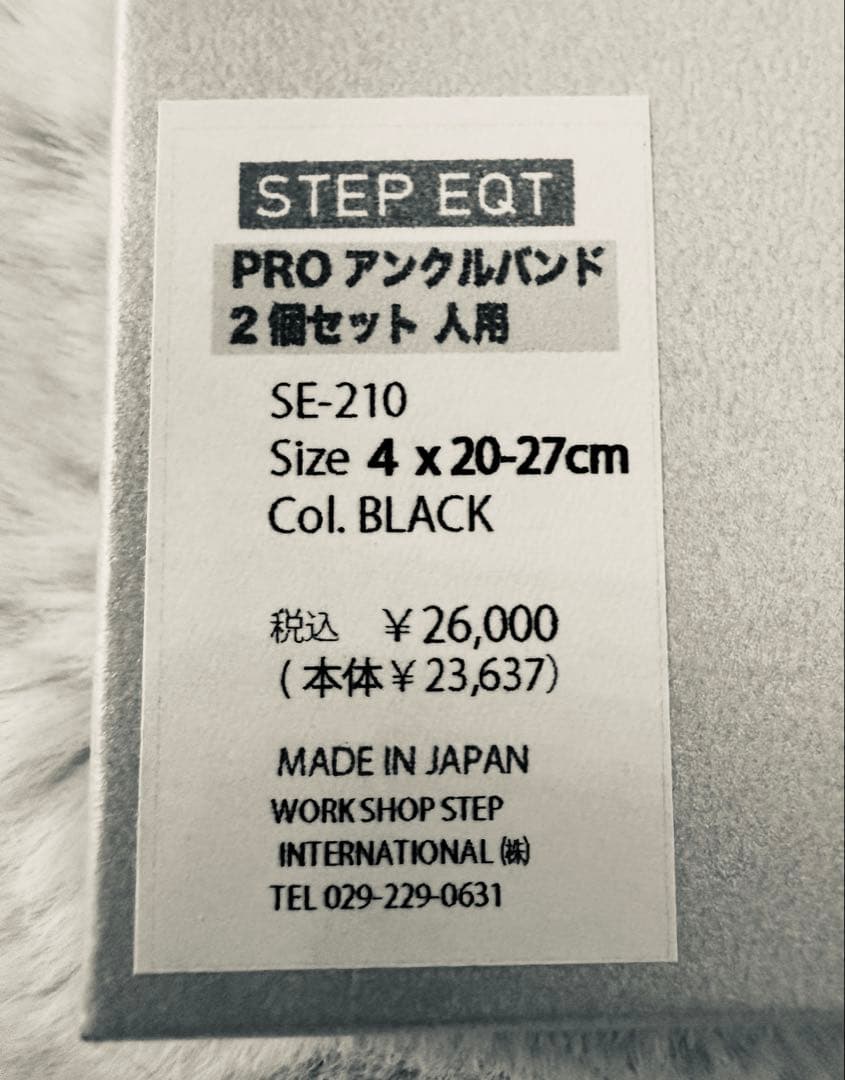 STEP EQT
PRO アンクルバンド
2個セット 人用
SE-210
Size 4 x 20-27cm
Col. BLACK
税込 ¥26,000
(本体¥23,637)
MADE IN JAPAN
WORK SHOP STEP
INTERNATIONAL ㈱
TEL 029-229-0631